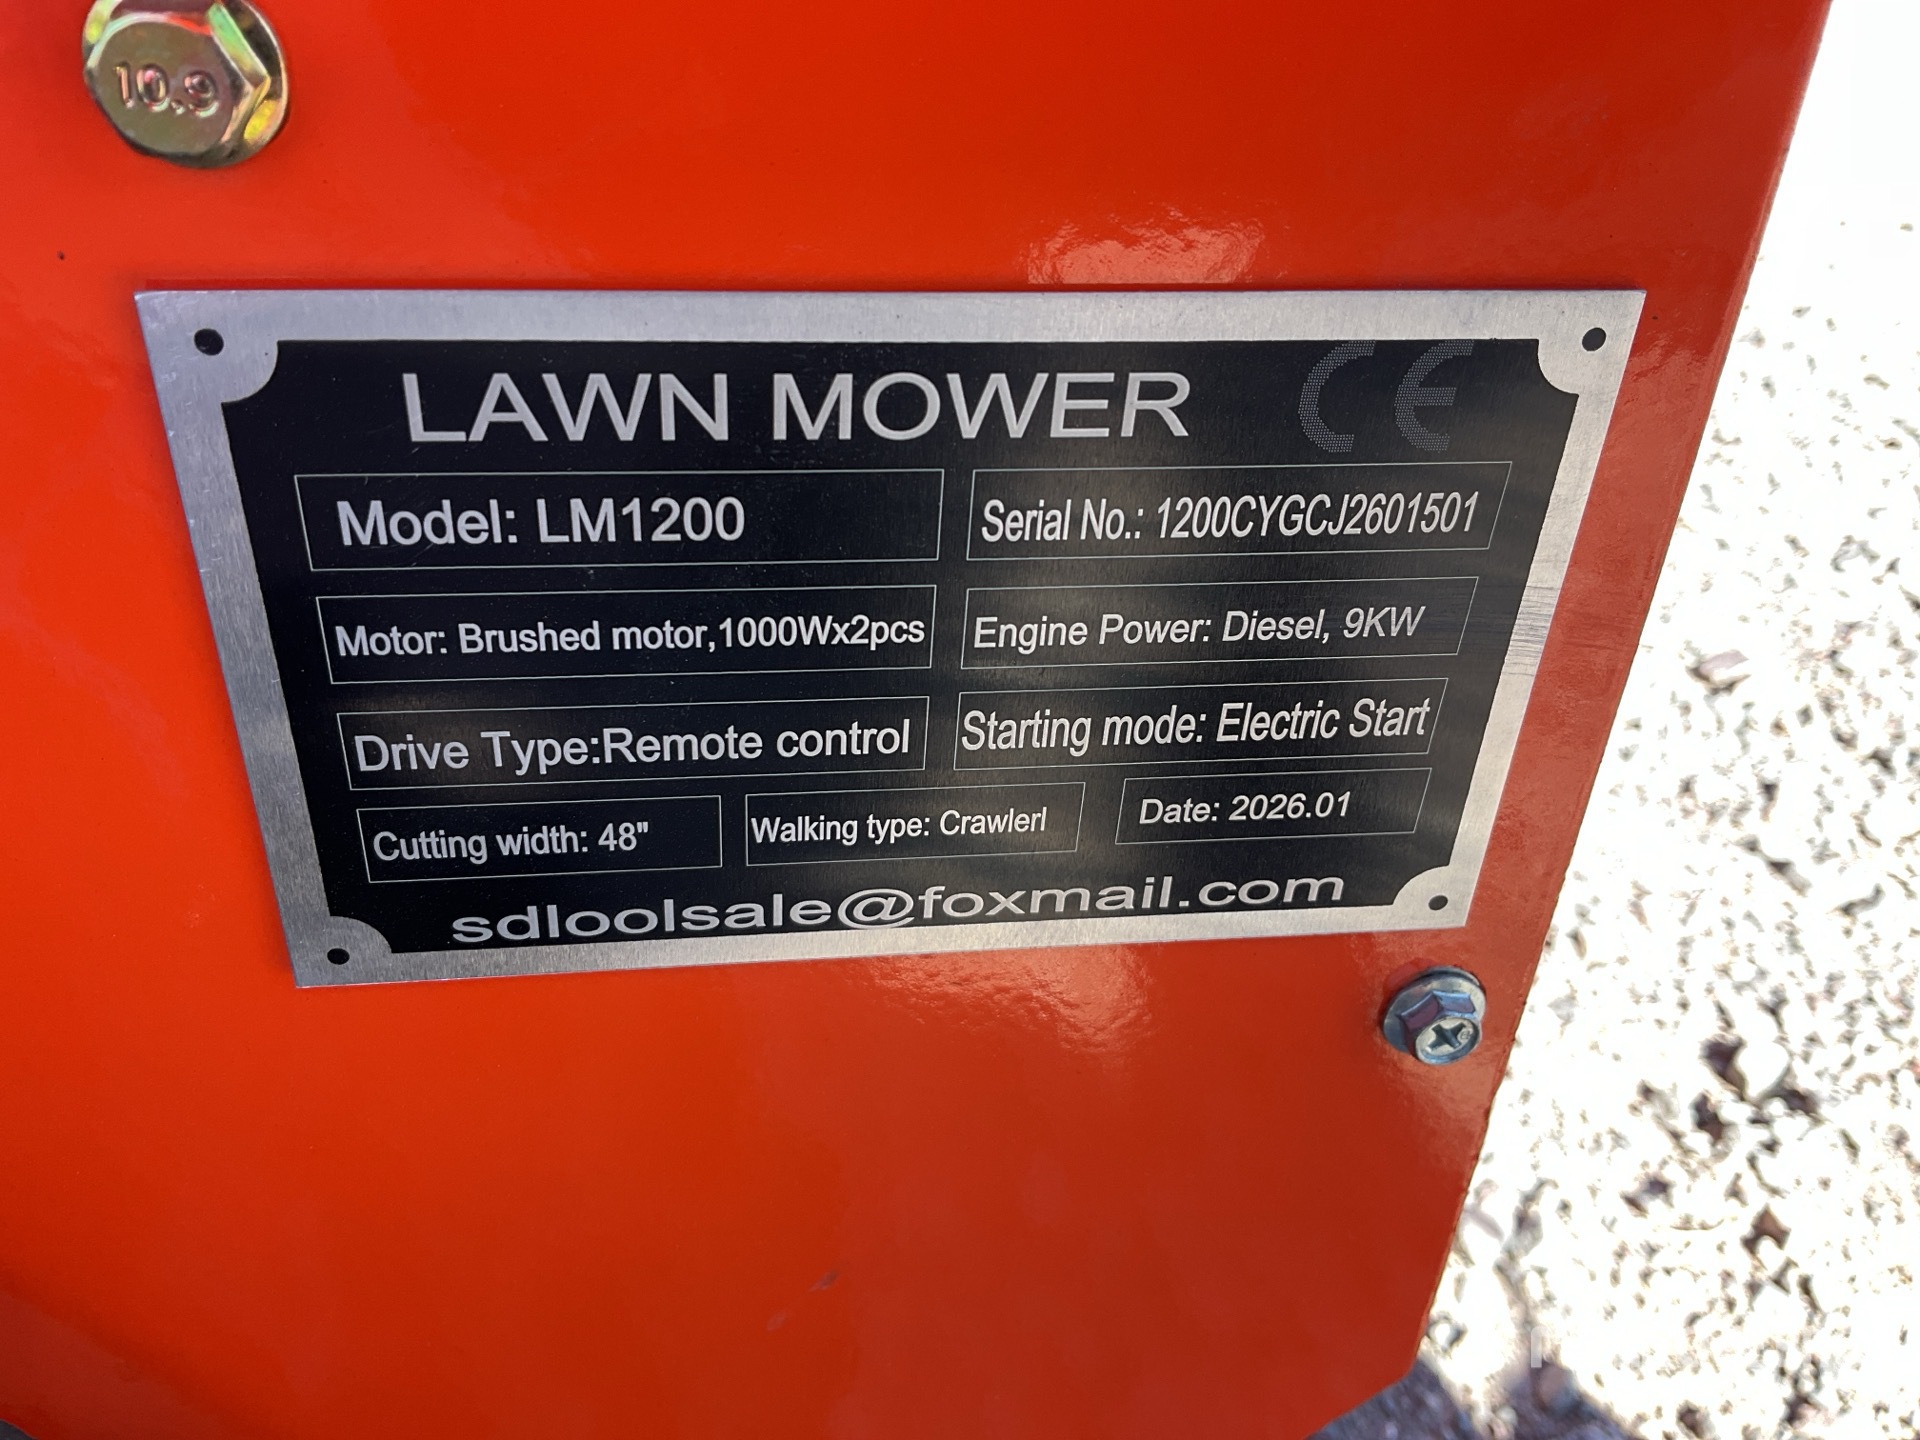 10.9
LAWN MOWER CE
Model: LM1200
Serial No.: 1200CYGCJ2601501
Motor: Brushed motor,1000Wx2pcs
Engine Power: Diesel, 9KW
Drive Type:Remote control
Starting mode: Electric Start
Cutting width: 48"
Walking type: Crawlerl
Date: 2026.01
sdloolsale@foxmail.com